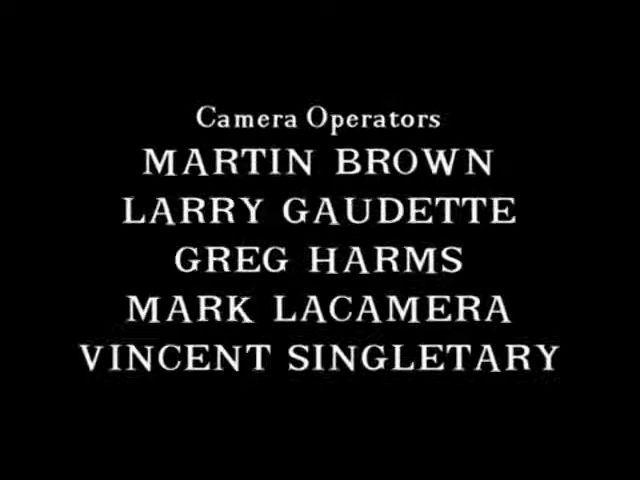 Camera Operators
MARTIN BROWN
LARRY GAUDETTE
GREG HARMS
MARK LACAMERA
VINCENT SINGLETARY